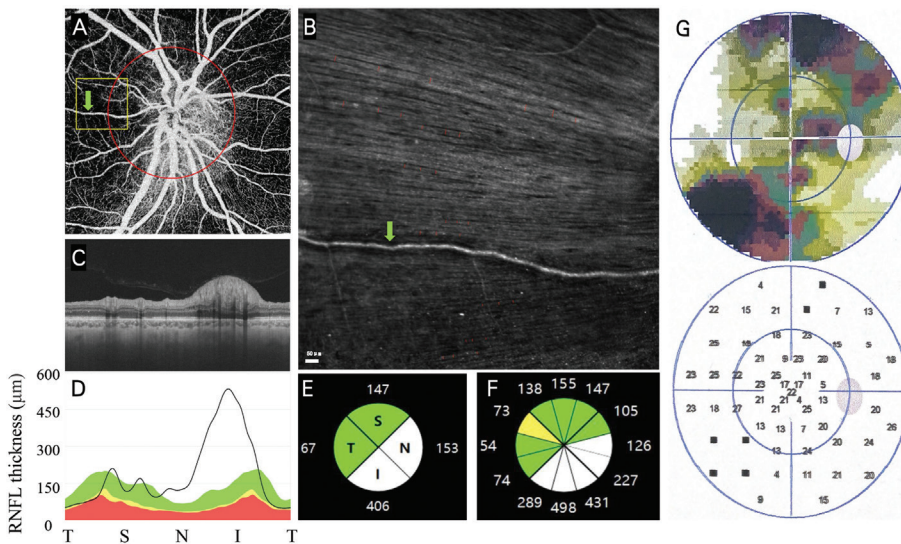 A
B
C
D
RNFL thickness (μm)
600
450
300
150
0
T S N I T
50 μm
E
147
S
67 T N 153
I
406
F
138 155 147
73 105
54 126
74 227
289 498 431
G
4
22 15 21 7 13
18 23
25 15 15 5
21 9 23 20 18
23 25 22 25 11
23 17 17 5
22
21 21 4 13
23 18 27 21 25 20
13 13 7 20 24 26
13 24
4 11 21 20
9 15